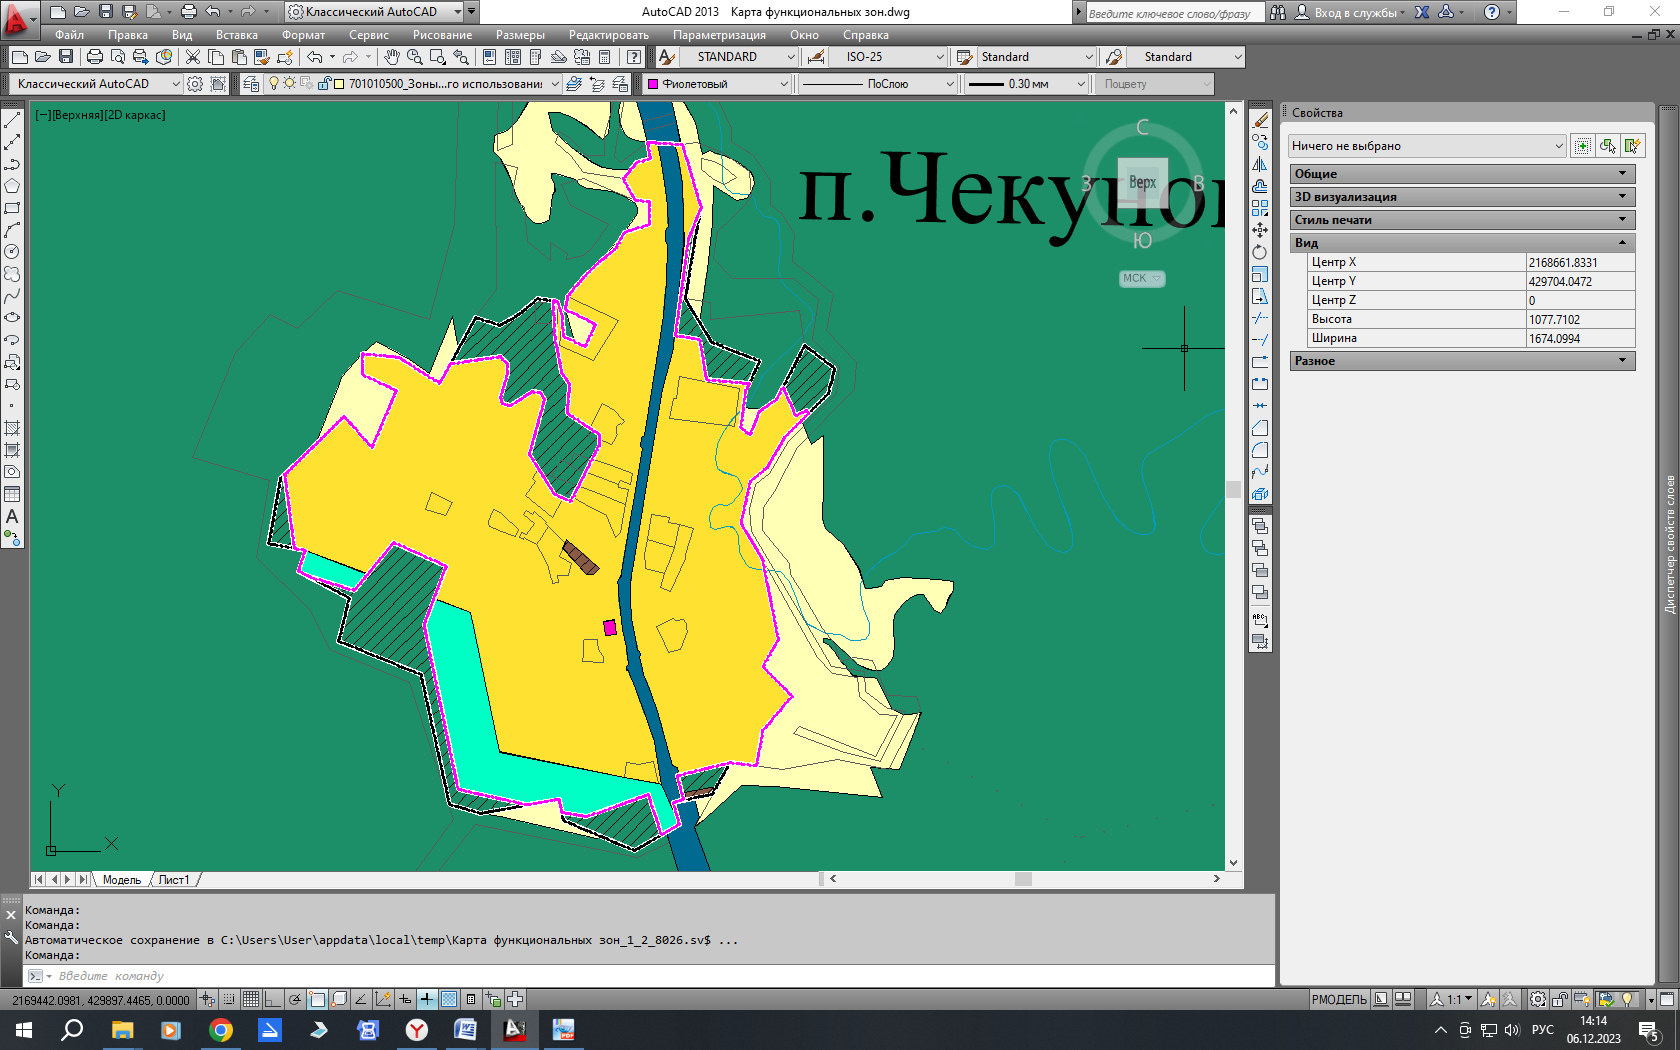 Классический AutoCAD
AutoCAD 2013 Карта функциональных зон.dwg
Введите ключевое слово/фразу
Вход в службы
Файл Правка Вид Вставка Формат Сервис Рисование Размеры Редактировать Параметризация Окно Справка
STANDARD ISO-25 Standard Standard
Классический AutoCAD 701010500_Зоны...го использования Фиолетовый ПоСлою 0.30 мм Поцвету
[−][Верхняя][2D каркас]
п.Чекунов
С
З Верх В
Ю
МСК
Y
X
Модель Лист1
Свойства
Ничего не выбрано
Общие
3D визуализация
Стиль печати
Вид
Центр X 2168661.8331
Центр Y 429704.0472
Центр Z 0
Высота 1077.7102
Ширина 1674.0994
Разное
Диспетчер свойств слоев
Команда:
Команда:
Автоматическое сохранение в C:\Users\User\appdata\local\temp\Карта функциональных зон_1_2_8026.sv$ ...
Команда:
Введите команду
2169442.0981, 429897.4465, 0.0000
РМОДЕЛЬ 1:1
РУС
14:14
06.12.2023
5